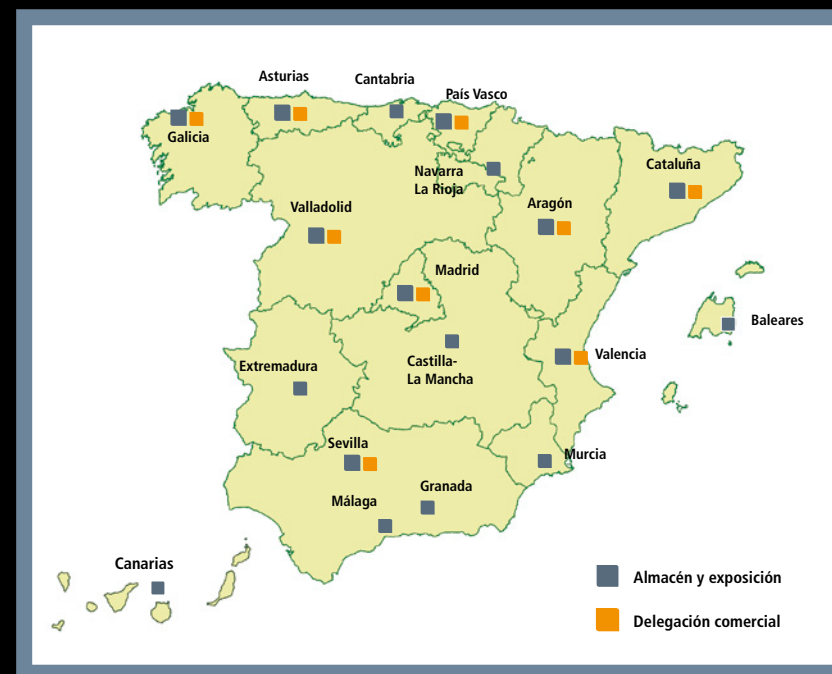 Asturias
Cantabria
País Vasco
Galicia
Navarra
La Rioja
Cataluña
Aragón
Valladolid
Madrid
Baleares
Extremadura
Castilla-
La Mancha
Valencia
Sevilla
Murcia
Granada
Málaga
Canarias
Almacén y exposición
Delegación comercial